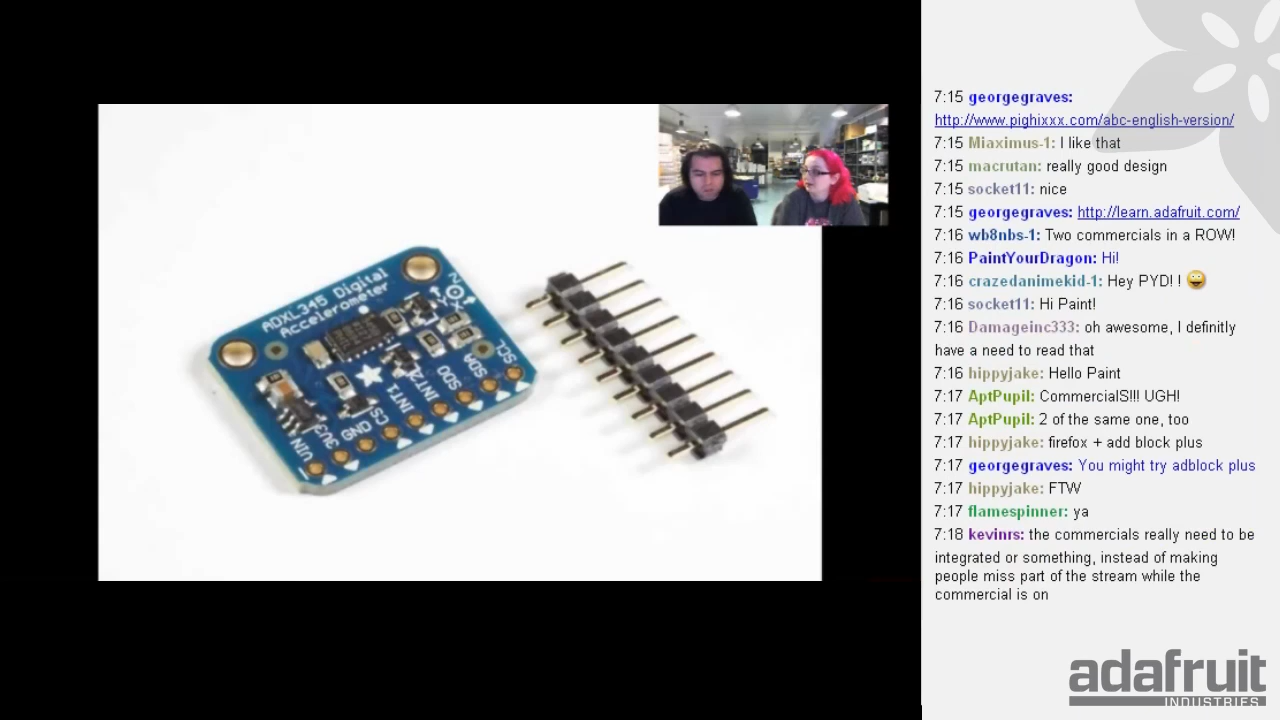 ADXL345 Digital
Accelerometer
Z
Y
X
VIN
3V3
GND
CS
INT1
INT2
SDO
SDA
SCL
7:15 georgegraves:
http://www.pighixxx.com/abc-english-version/
7:15 Miaximus-1: I like that
7:15 macrutan: really good design
7:15 socket11: nice
7:15 georgegraves: http://learn.adafruit.com/
7:16 wb8nbs-1: Two commercials in a ROW!
7:16 PaintYourDragon: Hi!
7:16 crazedanimekid-1: Hey PYD! !
7:16 socket11: Hi Paint!
7:16 Damageinc333: oh awesome, I definitly
have a need to read that
7:16 hippyjake: Hello Paint
7:17 AptPupil: CommercialS!!! UGH!
7:17 AptPupil: 2 of the same one, too
7:17 hippyjake: firefox + add block plus
7:17 georgegraves: You might try adblock plus
7:17 hippyjake: FTW
7:17 flamespinner: ya
7:18 kevinrs: the commercials really need to be
integrated or something, instead of making
people miss part of the stream while the
commercial is on
adafruit
INDUSTRIES